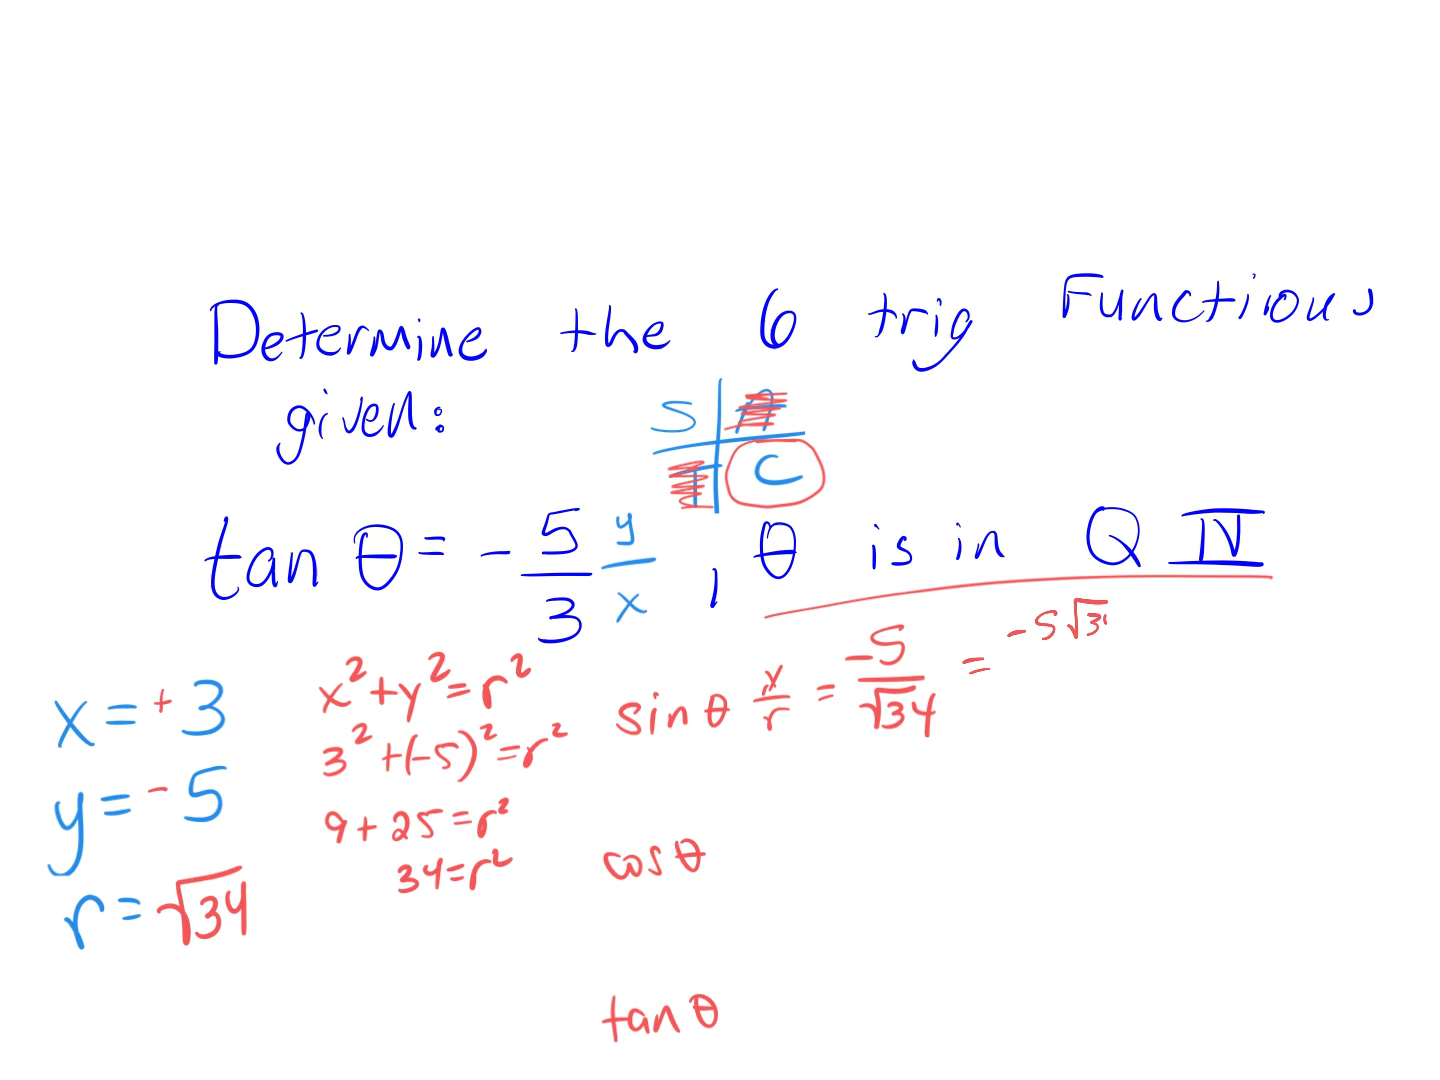 Determine the 6 trig Functions
given:
S
C
tan θ = - 5/3 y/x , θ is in Q IV
x = + 3
y = - 5
r = √34
x² + y² = r²
3² + (-5)² = r²
9 + 25 = r²
34 = r²
sin θ y/r = -5/√34 = -5√34
cos θ
tan θ